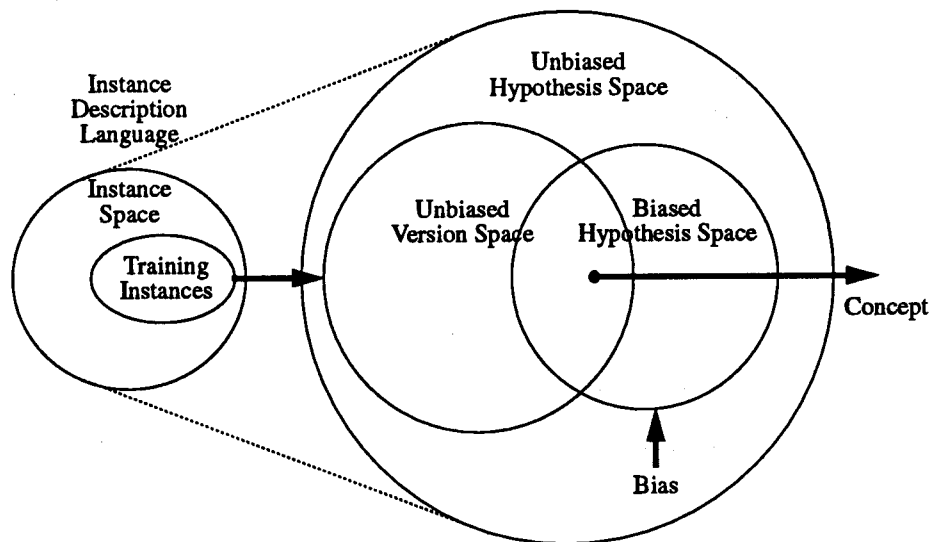 Instance
Description
Language
Instance
Space
Training
Instances
Unbiased
Hypothesis Space
Unbiased
Version Space
Biased
Hypothesis Space
Concept
Bias